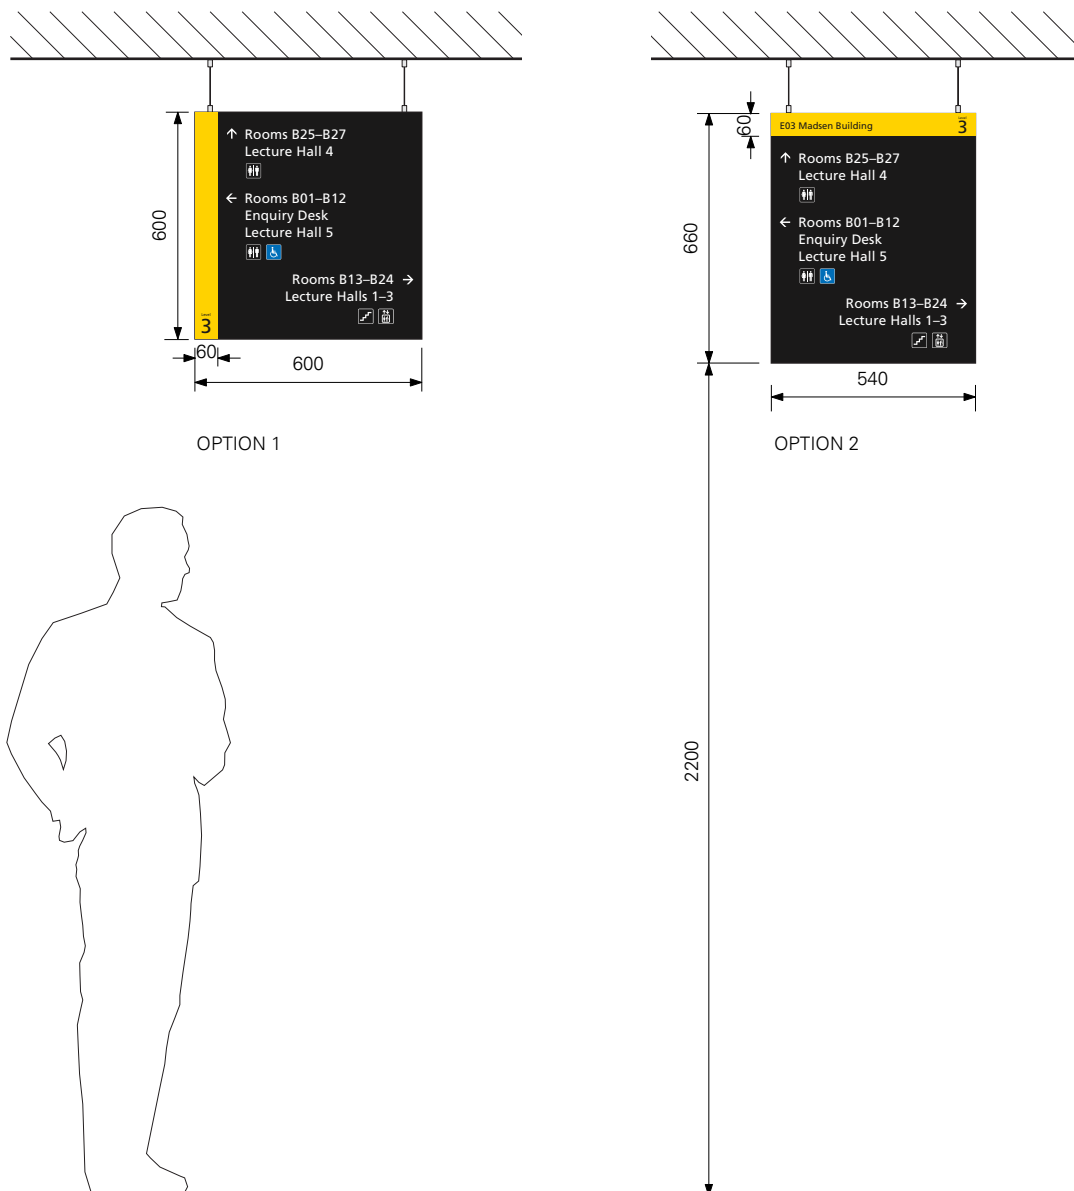 ↑ Rooms B25–B27
Lecture Hall 4
← Rooms B01–B12
Enquiry Desk
Lecture Hall 5
Rooms B13–B24 →
Lecture Halls 1–3
Level
3
600
60
600
OPTION 1
E03 Madsen Building
Level
3
↑ Rooms B25–B27
Lecture Hall 4
← Rooms B01–B12
Enquiry Desk
Lecture Hall 5
Rooms B13–B24 →
Lecture Halls 1–3
60
660
540
OPTION 2
2200